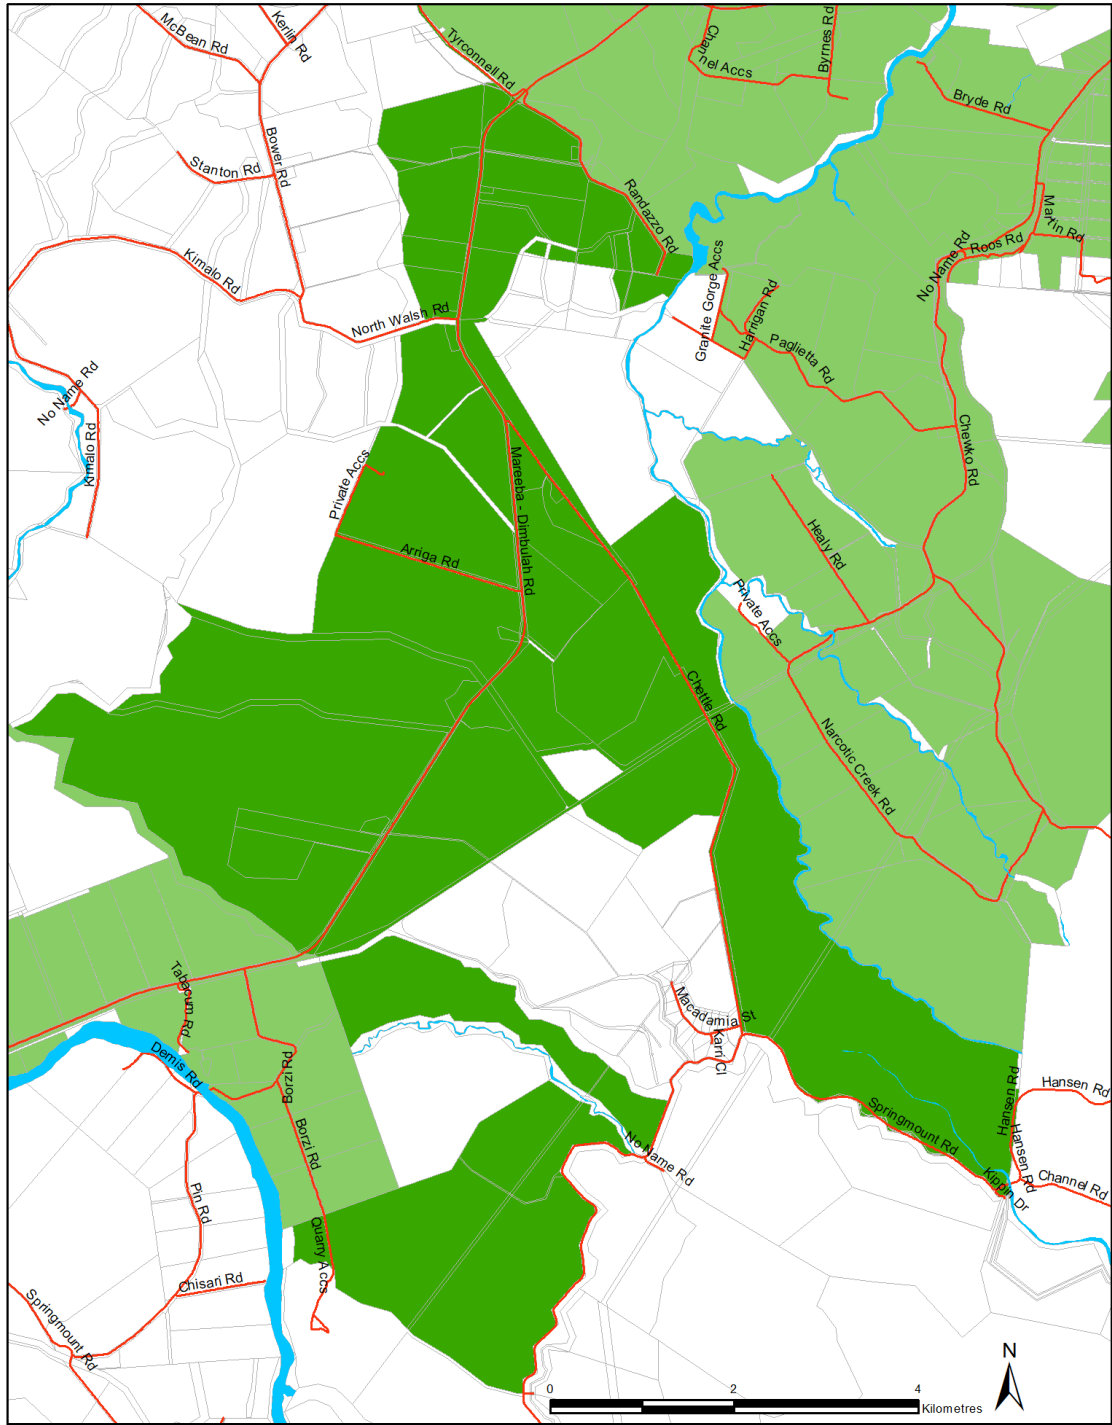 McBean Rd
Kerlin Rd
Tyrconnell Rd
Chan
nel Accs
Byrnes Rd
Bryde Rd
Stanton Rd
Bower Rd
Randazzo Rd
Martin Rd
Roos Rd
No Name Rd
Kimalo Rd
North Walsh Rd
Granite Gorge Accs
Harrigan Rd
Paglietta Rd
No Name Rd
Kimalo Rd
Chewko Rd
Private Accs
Mareeba - Dimbulah Rd
Arriga Rd
Healy Rd
Private Accs
Chettle Rd
Narcotic Creek Rd
Tabacum Rd
Macadamia St
Karri Cl
Demis Rd
Borzi Rd
Borzi Rd
Hansen Rd
Hansen Rd
Hansen Rd
Springmount Rd
No Name Rd
Channel Rd
Kippin Dr
Pin Rd
Quarry Accs
Chisari Rd
Springmount Rd
N
0
2
4
Kilometres